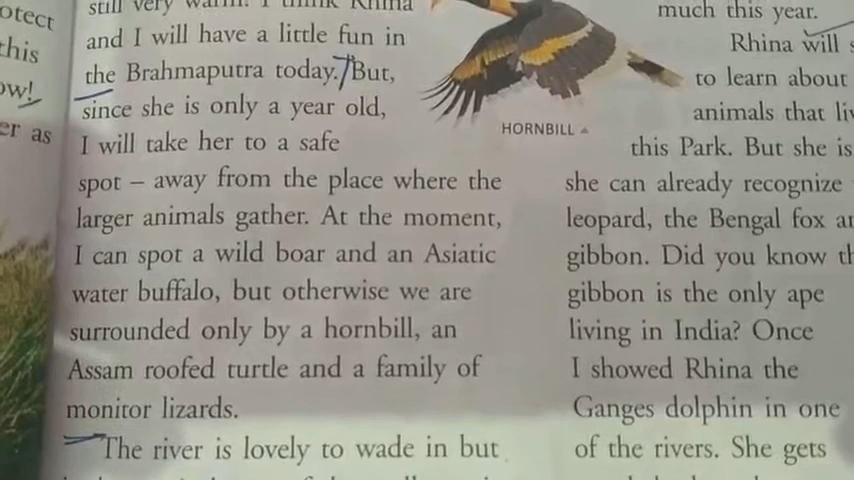 otect
this
ow!
er as
and I will have a little fun in
the Brahmaputra today. But,
since she is only a year old,
I will take her to a safe
spot – away from the place where the
larger animals gather. At the moment,
I can spot a wild boar and an Asiatic
water buffalo, but otherwise we are
surrounded only by a hornbill, an
Assam roofed turtle and a family of
monitor lizards.
The river is lovely to wade in but
HORNBILL
much this year.
Rhina will s
to learn about
animals that liv
this Park. But she is
she can already recognize
leopard, the Bengal fox an
gibbon. Did you know th
gibbon is the only ape
living in India? Once
I showed Rhina the
Ganges dolphin in one
of the rivers. She gets